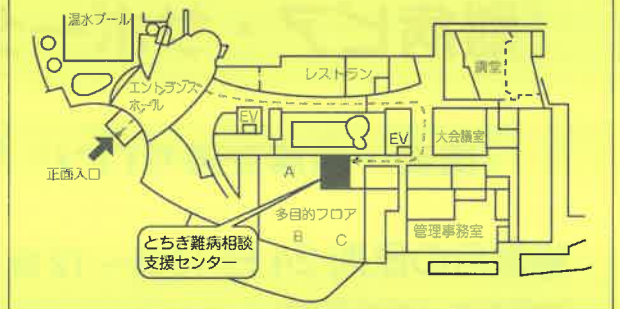 温水プール
エントランス
ホール
レストラン
講堂
EV
EV
大会議室
正面入口
A
多目的フロア
B
C
管理事務室
とちぎ難病相談
支援センター